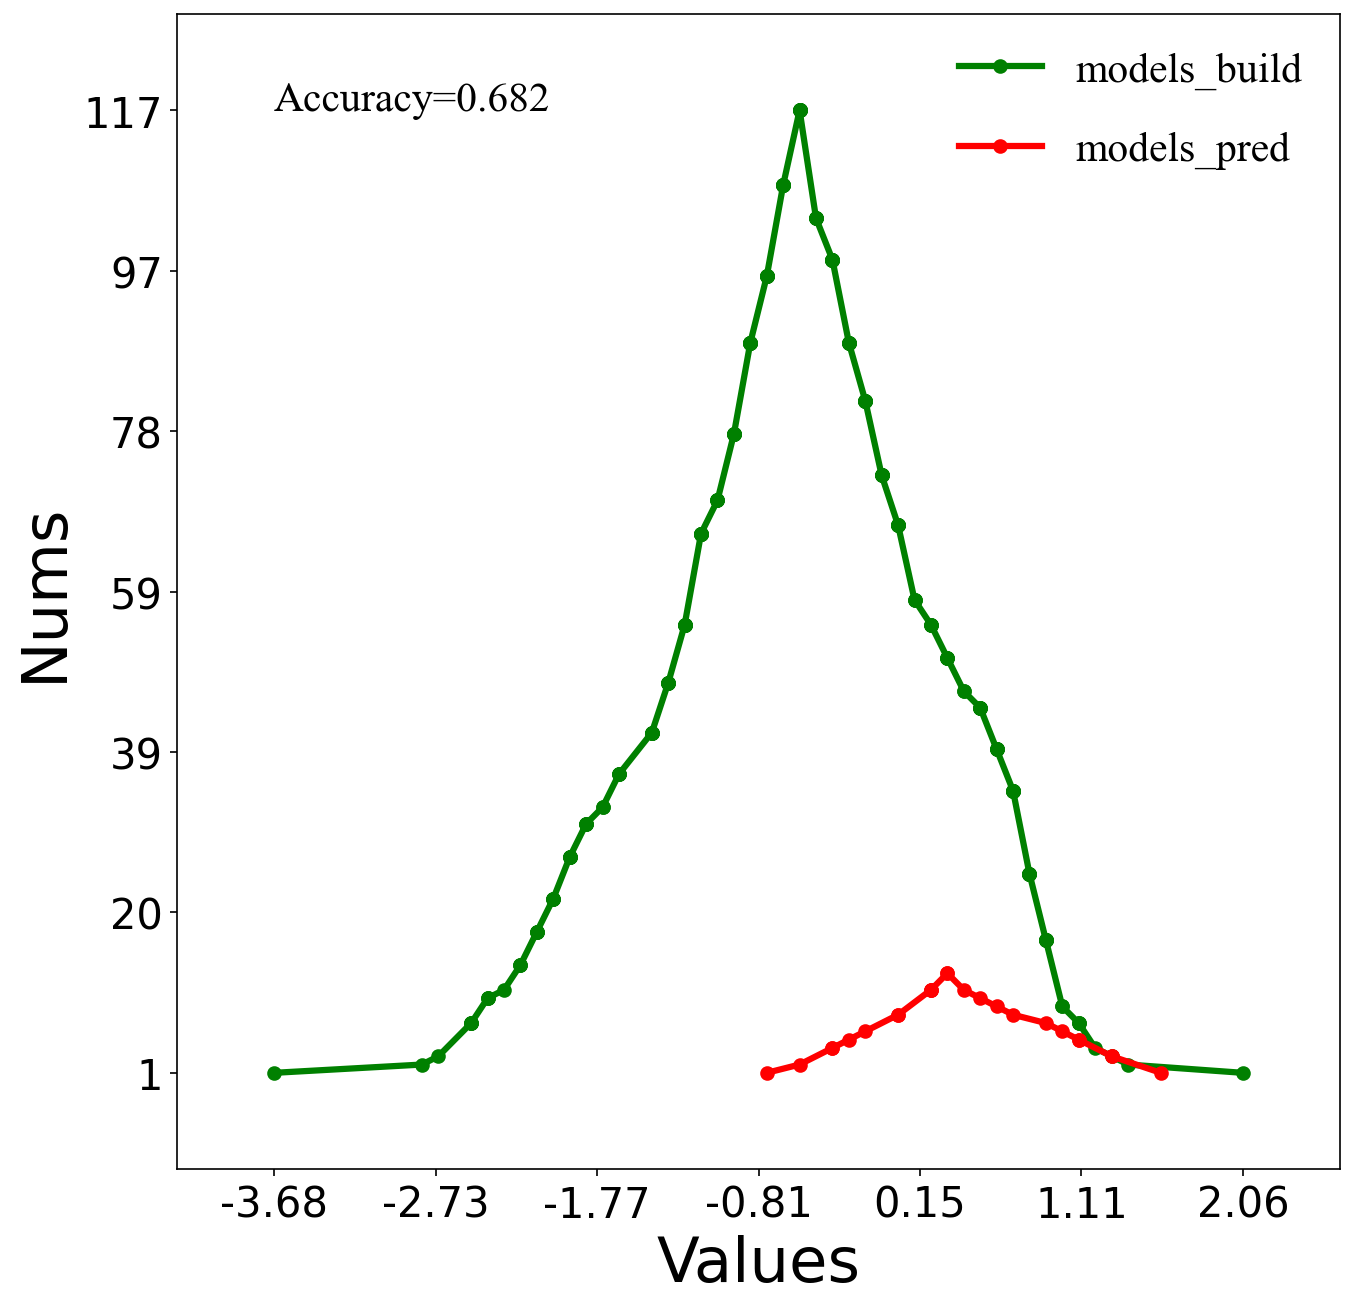 Accuracy=0.682
models_build
models_pred
Nums
117
97
78
59
39
20
1
-3.68
-2.73
-1.77
-0.81
0.15
1.11
2.06
Values